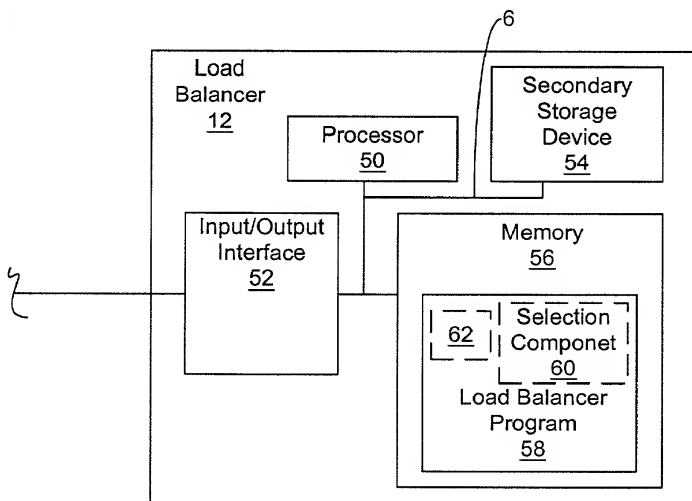 6
Load
Balancer
12
Processor
50
Secondary
Storage
Device
54
Input/Output
Interface
52
Memory
56
62
Selection
Componet
60
Load Balancer
Program
58